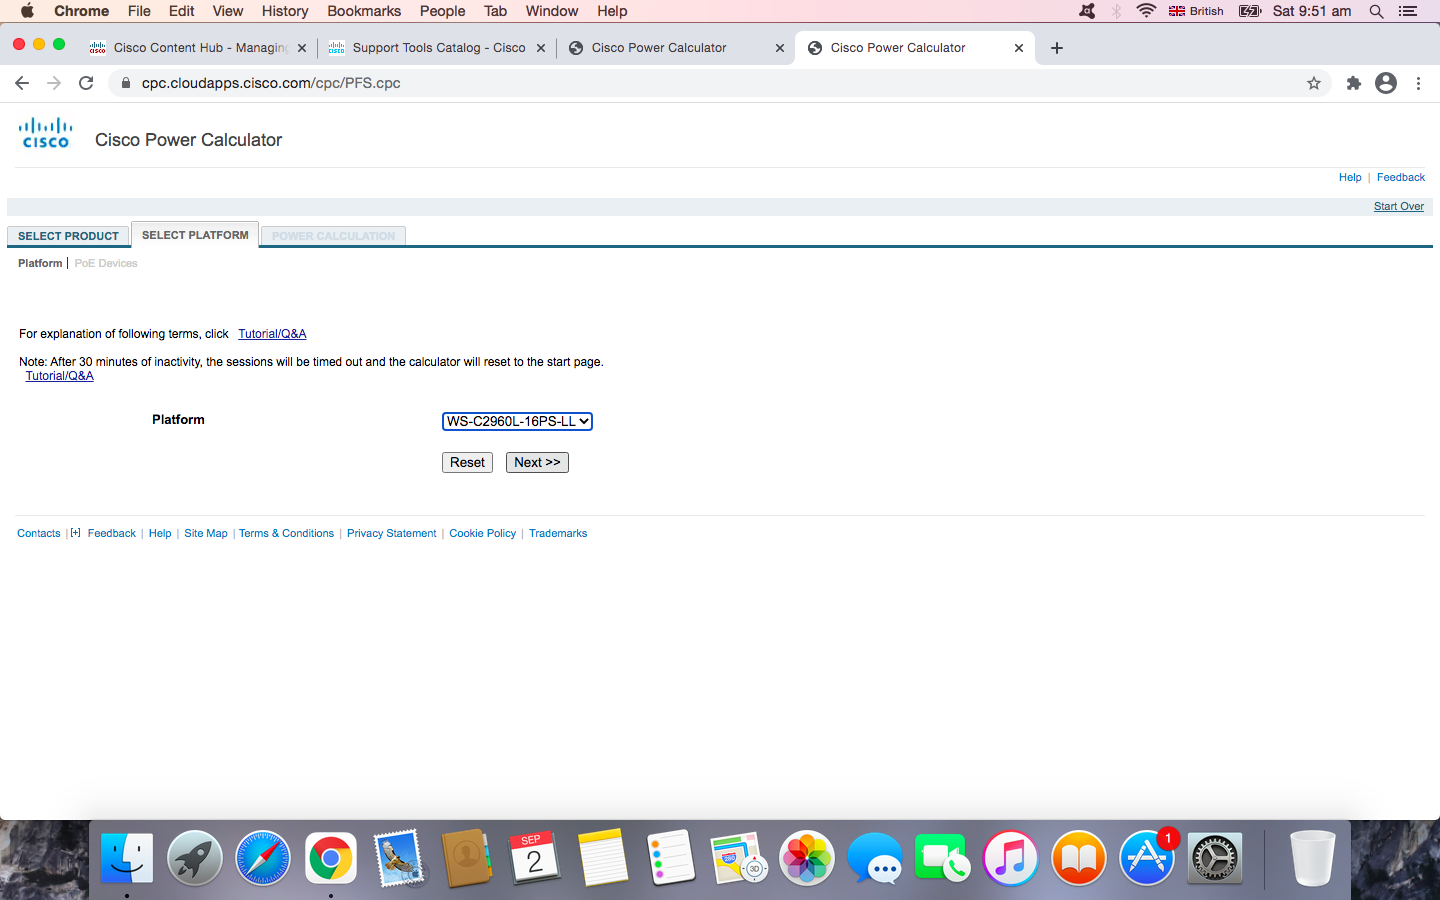 Chrome File Edit View History Bookmarks People Tab Window Help British Sat 9:51 am
Cisco Content Hub - Managing Support Tools Catalog - Cisco Cisco Power Calculator Cisco Power Calculator
cpc.cloudapps.cisco.com/cpc/PFS.cpc
CISCO Cisco Power Calculator
Help | Feedback
Start Over
SELECT PRODUCT SELECT PLATFORM POWER CALCULATION
Platform | PoE Devices
For explanation of following terms, click Tutorial/Q&A
Note: After 30 minutes of inactivity, the sessions will be timed out and the calculator will reset to the start page.
Tutorial/Q&A
Platform WS-C2960L-16PS-LL
Reset Next >>
Contacts | [+] Feedback | Help | Site Map | Terms & Conditions | Privacy Statement | Cookie Policy | Trademarks
SEP
2
280
3D
1